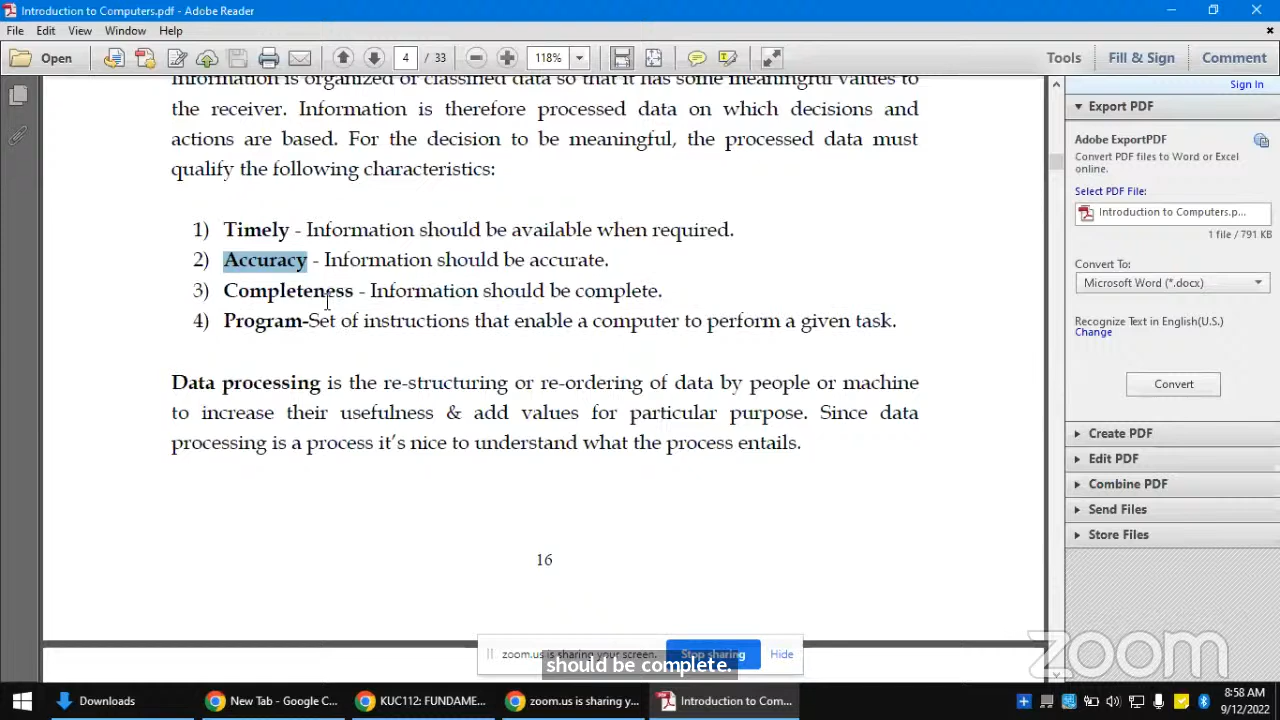 Introduction to Computers.pdf - Adobe Reader
File Edit View Window Help
Open 4 / 33 118% Tools Fill & Sign Comment
Sign In
Information is organized or classified data so that it has some meaningful values to
the receiver. Information is therefore processed data on which decisions and
actions are based. For the decision to be meaningful, the processed data must
qualify the following characteristics:
1) Timely - Information should be available when required.
2) Accuracy - Information should be accurate.
3) Completeness - Information should be complete.
4) Program-Set of instructions that enable a computer to perform a given task.
Data processing is the re-structuring or re-ordering of data by people or machine
to increase their usefulness & add values for particular purpose. Since data
processing is a process it's nice to understand what the process entails.
16
Export PDF
Adobe ExportPDF
Convert PDF files to Word or Excel
online.
Select PDF File:
Introduction to Computers.p...
1 file / 791 KB
Convert To:
Microsoft Word (*.docx)
Recognize Text in English(U.S.)
Change
Convert
Create PDF
Edit PDF
Combine PDF
Send Files
Store Files
zoom.us is sharing your screen. Stop sharing Hide
should be complete.
zoom
Downloads
New Tab - Google C...
KUC112: FUNDAME...
zoom.us is sharing y...
Introduction to Com...
8:58 AM
9/12/2022